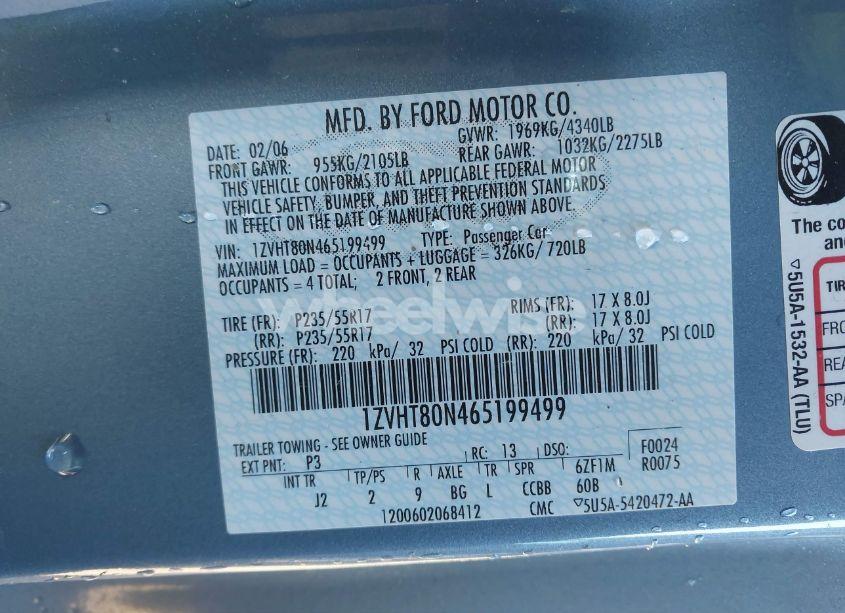 MFD. BY FORD MOTOR CO.
DATE: 02/06 GVWR: 1969KG/4340LB
FRONT GAWR: 955KG/2105LB REAR GAWR: 1032KG/2275LB
THIS VEHICLE CONFORMS TO ALL APPLICABLE FEDERAL MOTOR
VEHICLE SAFETY, BUMPER, AND THEFT PREVENTION STANDARDS
IN EFFECT ON THE DATE OF MANUFACTURE SHOWN ABOVE.
VIN: 1ZVHT80N465199499 TYPE: Passenger Car
MAXIMUM LOAD = OCCUPANTS + LUGGAGE = 326KG/ 720LB
OCCUPANTS = 4 TOTAL; 2 FRONT, 2 REAR
wheelwise
TIRE (FR): P235/55R17 RIMS (FR): 17 X 8.0J
(RR): P235/55R17 (RR): 17 X 8.0J
PRESSURE (FR): 220 kPa/ 32 PSI COLD (RR): 220 kPa/ 32 PSI COLD
1ZVHT80N465199499
TRAILER TOWING - SEE OWNER GUIDE
EXT PNT: P3 RC: 13 DSO: F0024
INT TR TP/PS R AXLE TR SPR 6ZF1M R0075
J2 2 9 BG L CCBB 60B
1200602068412 CMC ▽5U5A-5420472-AA
▽5U5A-1532-AA (TLU)
The co
an
TIR
FRO
REA
SPA